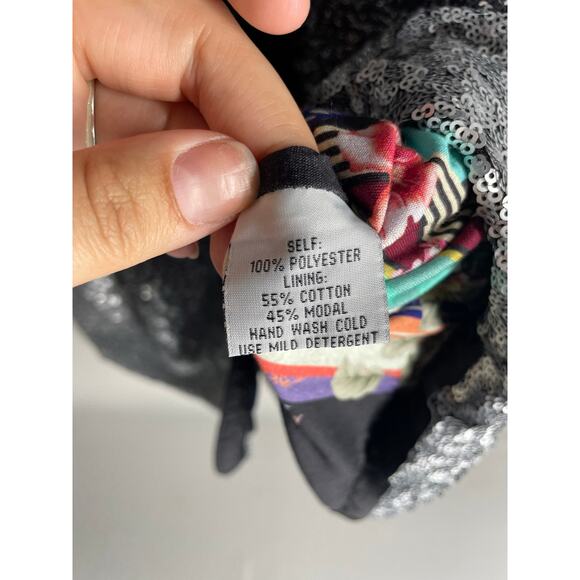 SELF:
100% POLYESTER
LINING:
55% COTTON
45% MODAL
HAND WASH COLD
USE MILD DETERGENT